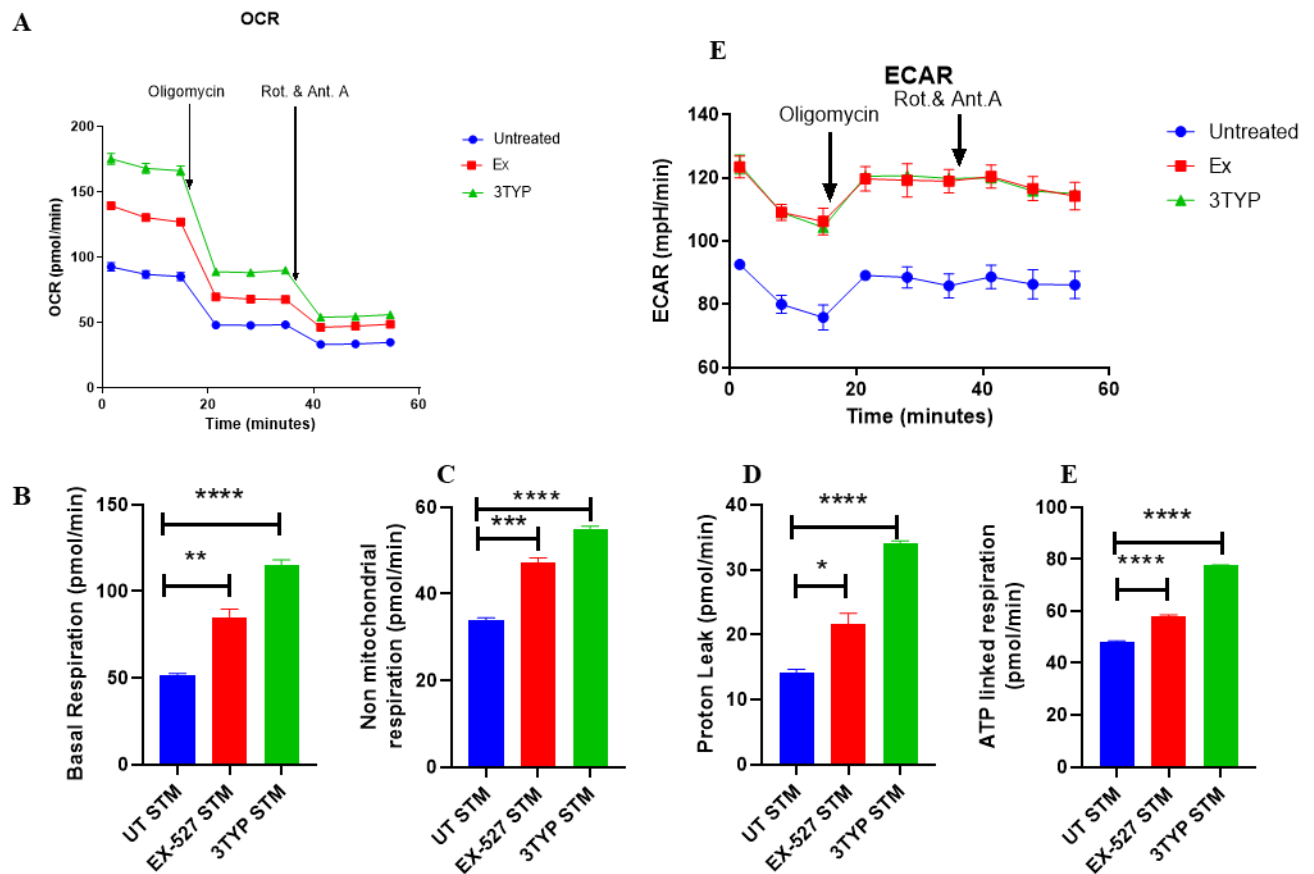 A
OCR
Oligomycin
Rot. & Ant. A
200
150
100
50
0
OCR (pmol/min)
0 20 40 60
Time (minutes)
Untreated
Ex
3TYP
E
ECAR
Oligomycin
Rot.& Ant.A
140
120
100
80
60
ECAR (mpH/min)
0 20 40 60
Time (minutes)
Untreated
Ex
3TYP
B
150
100
50
0
Basal Respiration (pmol/min)
****
**
UT STM
EX-527 STM
3TYP STM
C
60
40
20
0
Non mitochondrial
respiration (pmol/min)
****
***
UT STM
EX-527 STM
3TYP STM
D
40
30
20
10
0
Proton Leak (pmol/min)
****
*
UT STM
EX-527 STM
3TYP STM
E
100
80
60
40
20
0
ATP linked respiration
(pmol/min)
****
****
UT STM
EX-527 STM
3TYP STM